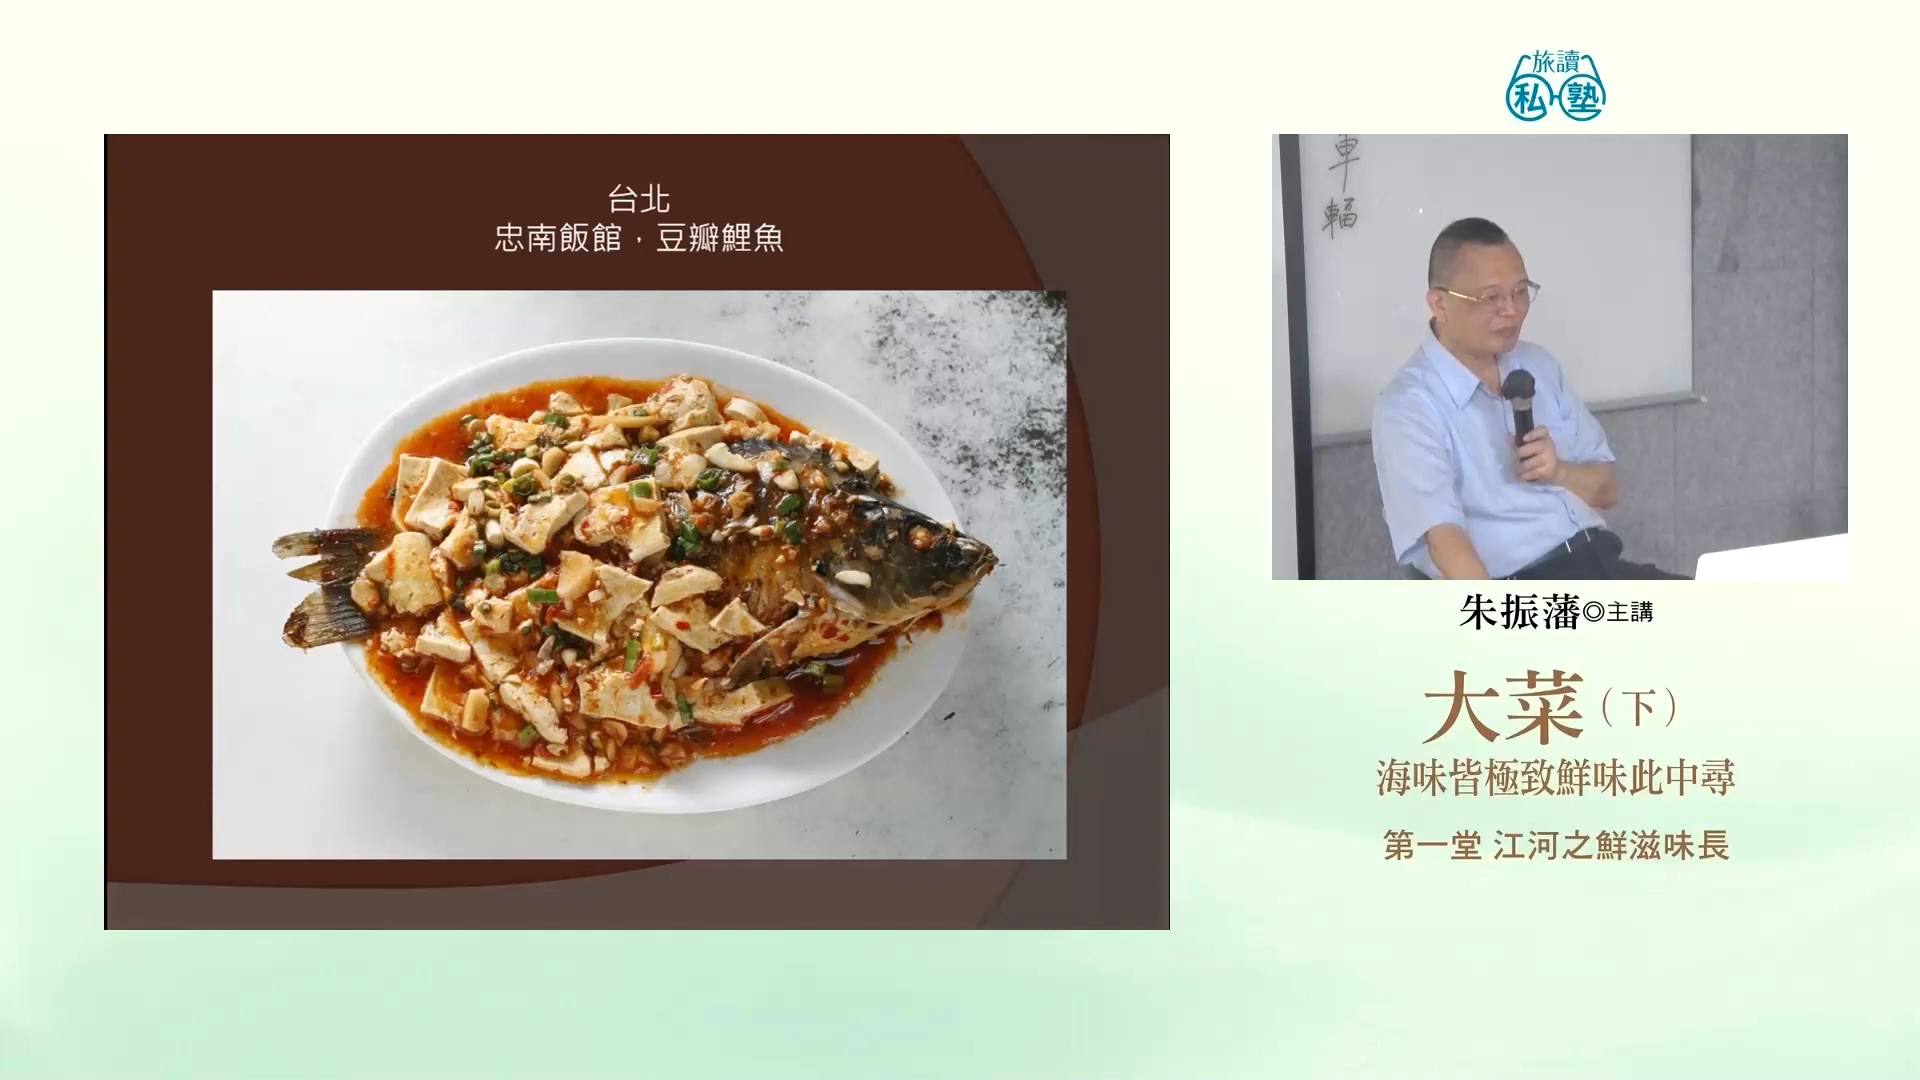 旅讀
私塾
台北
忠南飯館，豆瓣鯉魚
車
輻
朱振藩◎主講
大菜（下）
海味皆極致鮮味此中尋
第一堂 江河之鮮滋味長